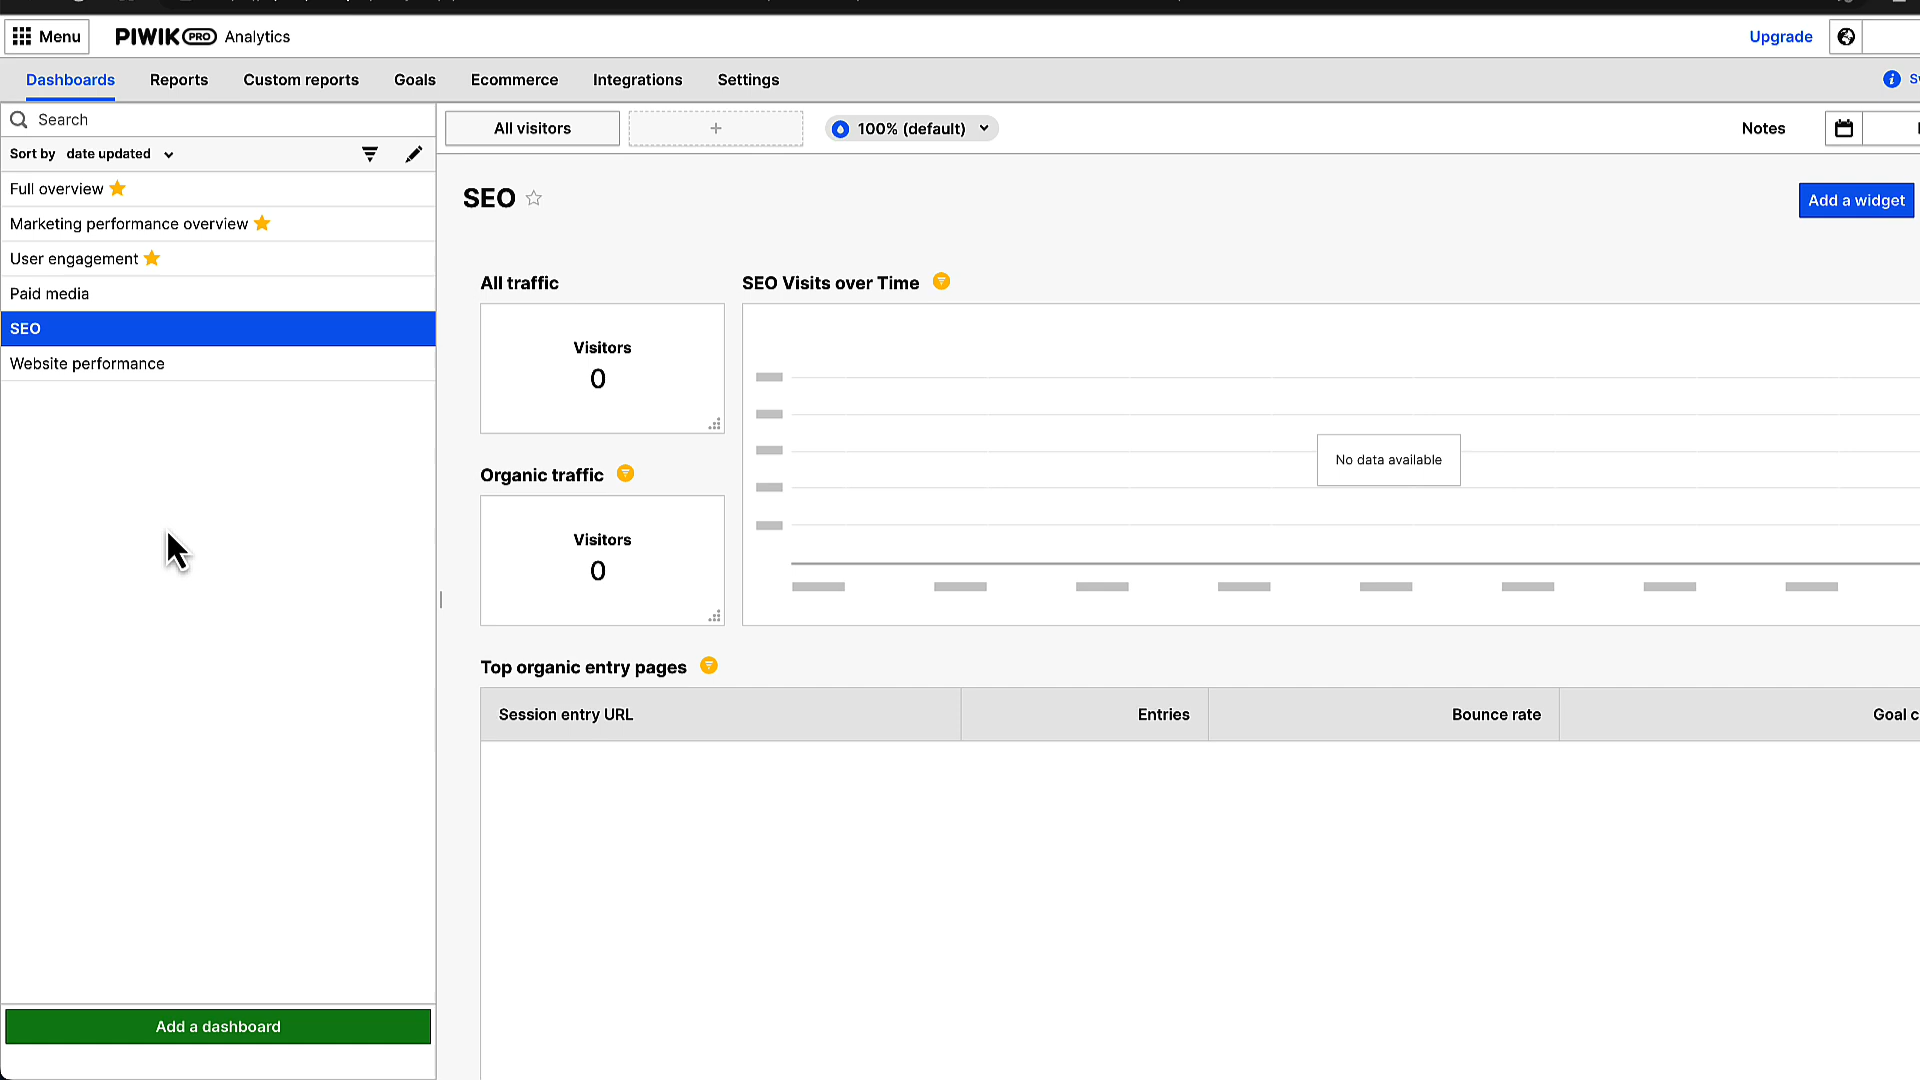 Menu
PIWIK PRO Analytics
Upgrade
Dashboards
Reports
Custom reports
Goals
Ecommerce
Integrations
Settings
Search
Sort by date updated
Full overview
Marketing performance overview
User engagement
Paid media
SEO
Website performance
Add a dashboard
All visitors
+
100% (default)
Notes
SEO
Add a widget
All traffic
Visitors
0
SEO Visits over Time
No data available
Organic traffic
Visitors
0
Top organic entry pages
Session entry URL
Entries
Bounce rate
Goal c